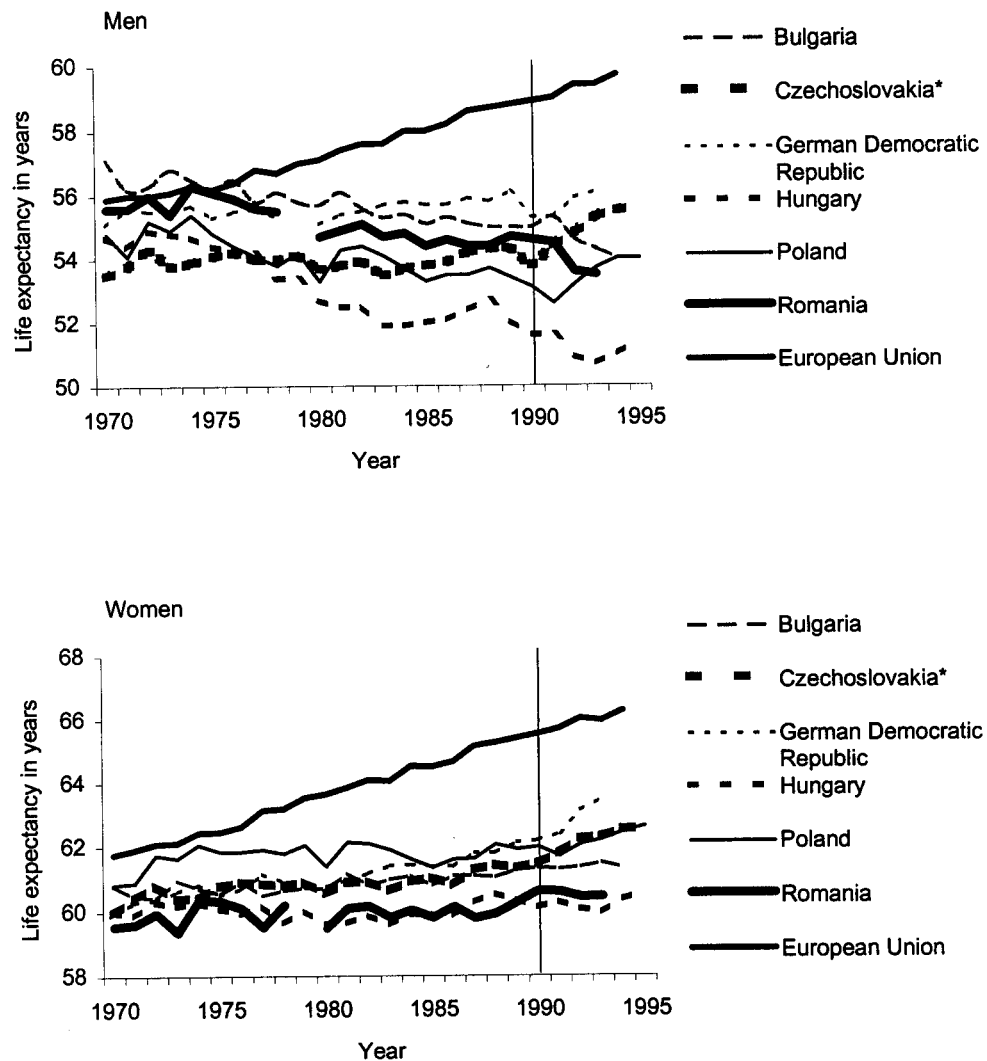 Men
Bulgaria
Czechoslovakia*
German Democratic
Republic
Hungary
Poland
Romania
European Union
Life expectancy in years
60
58
56
54
52
50
1970 1975 1980 1985 1990 1995
Year
Women
Bulgaria
Czechoslovakia*
German Democratic
Republic
Hungary
Poland
Romania
European Union
Life expectancy in years
68
66
64
62
60
58
1970 1975 1980 1985 1990 1995
Year